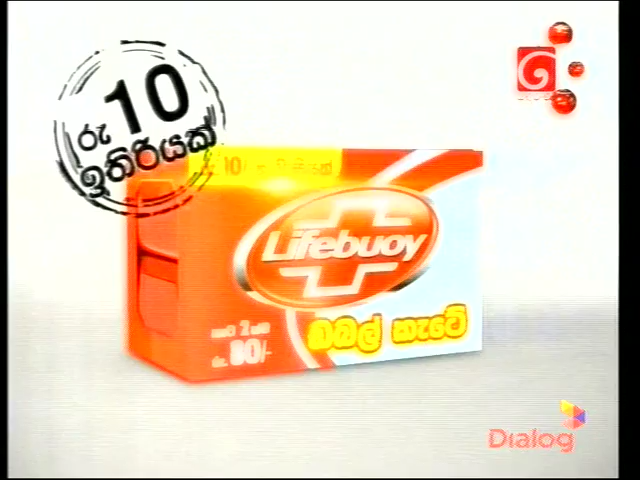 රු 10
ඉතිරියක්
Lifebuoy
ඩබල් කැටේ
රු. 80/-
Dialog